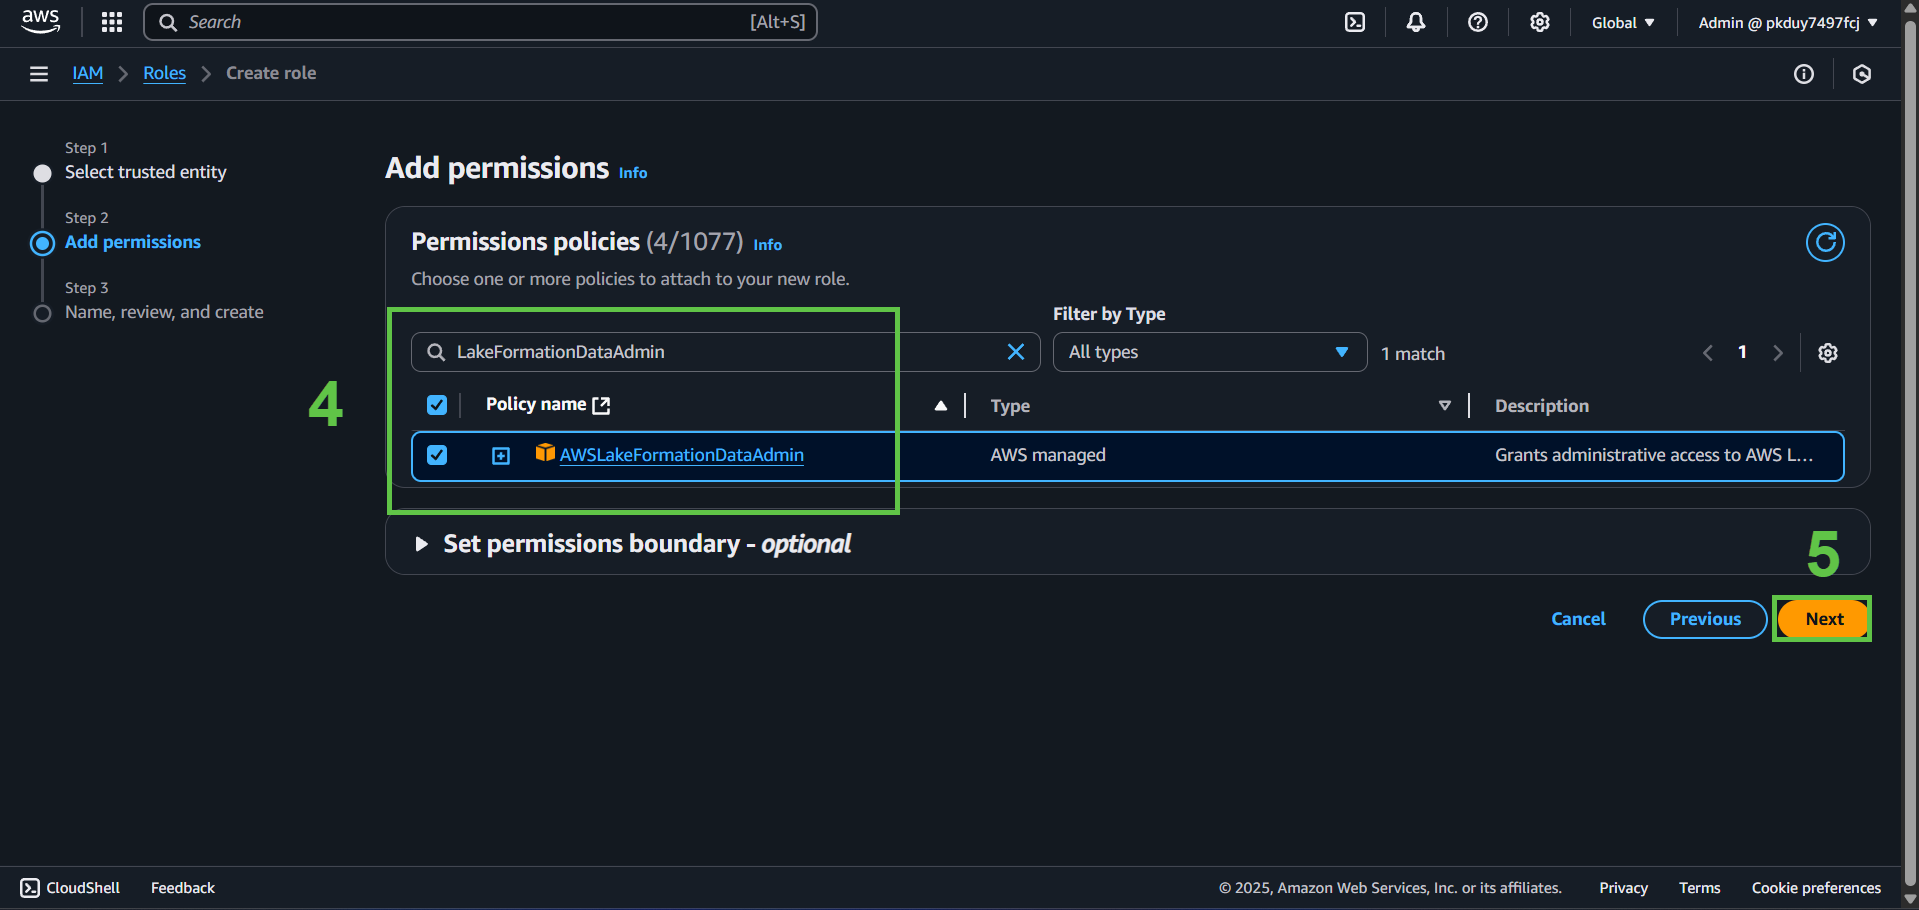 aws
Search [Alt+S]
Global
Admin @ pkduy7497fcj
IAM
Roles
Create role
Step 1
Select trusted entity
Step 2
Add permissions
Step 3
Name, review, and create
Add permissions Info
Permissions policies (4/1077) Info
Choose one or more policies to attach to your new role.
Filter by Type
LakeFormationDataAdmin
All types
1 match
1
4
Policy name
Type
Description
AWSLakeFormationDataAdmin
AWS managed
Grants administrative access to AWS L...
Set permissions boundary - optional
5
Cancel
Previous
Next
CloudShell
Feedback
© 2025, Amazon Web Services, Inc. or its affiliates.
Privacy
Terms
Cookie preferences